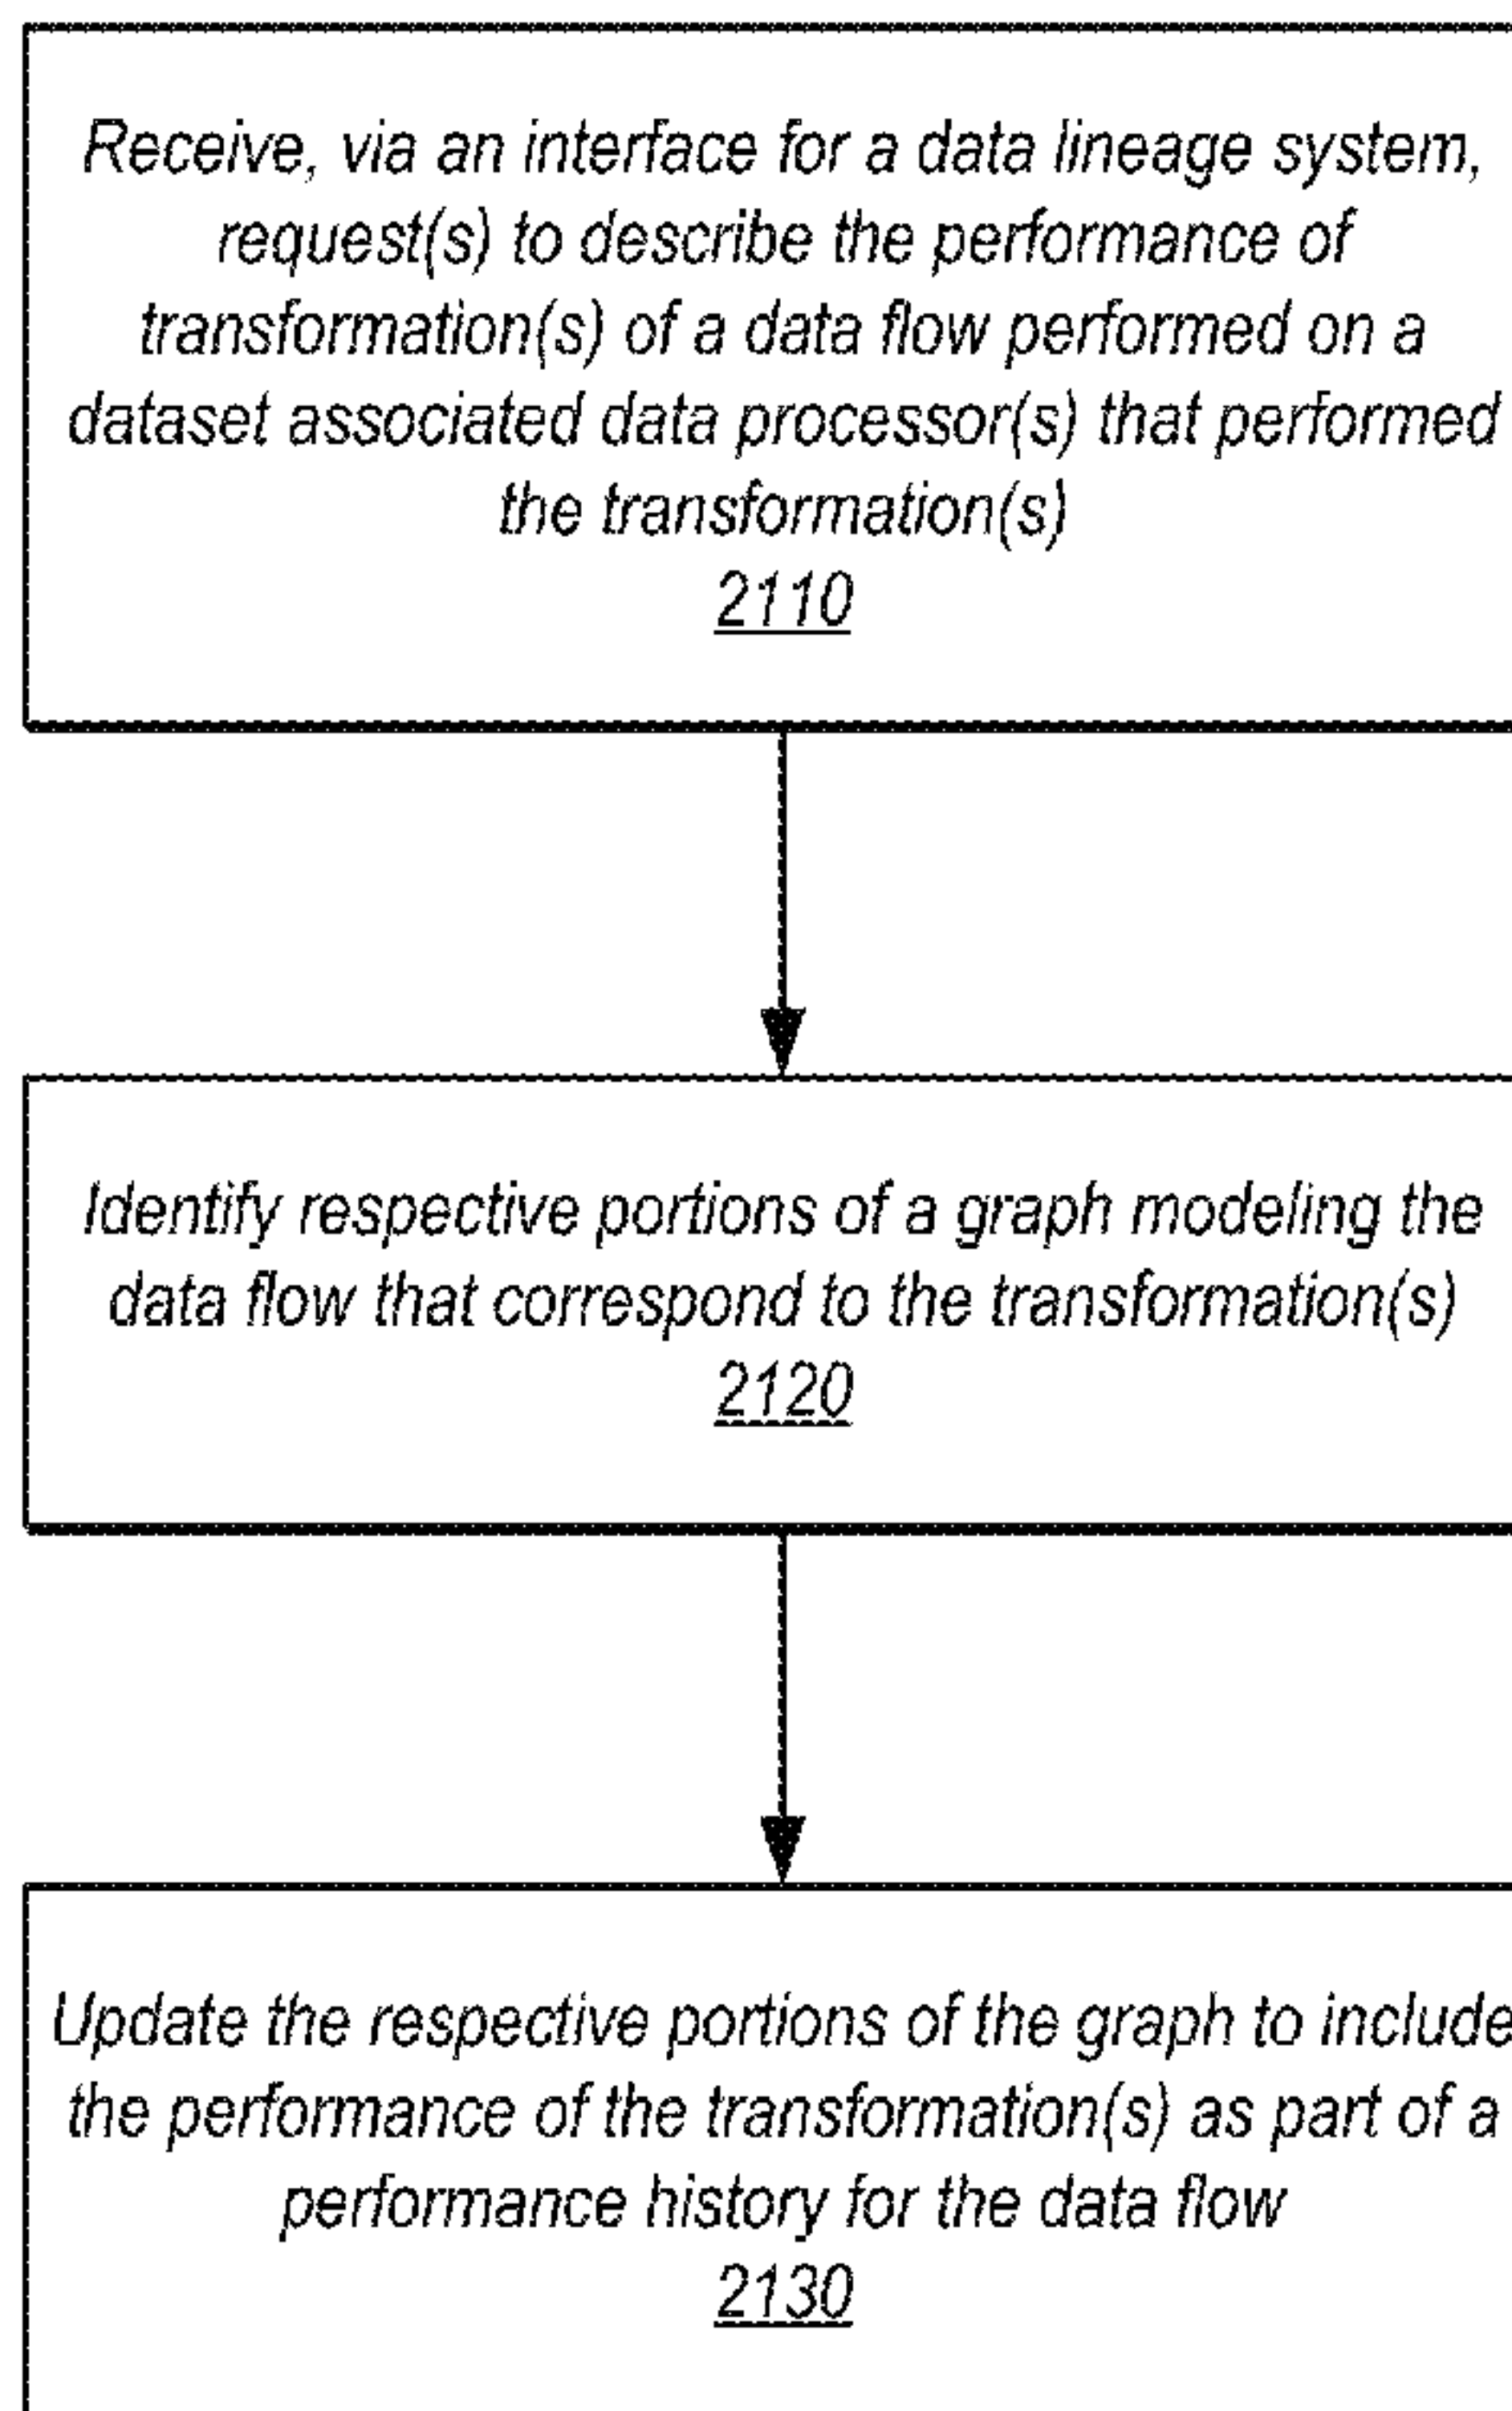 Receive, via an interface for a data lineage system,
request(s) to describe the performance of
transformation(s) of a data flow performed on a
dataset associated data processor(s) that performed
the transformation(s)
2110
Identify respective portions of a graph modeling the
data flow that correspond to the transformation(s)
2120
Update the respective portions of the graph to include
the performance of the transformation(s) as part of a
performance history for the data flow
2130